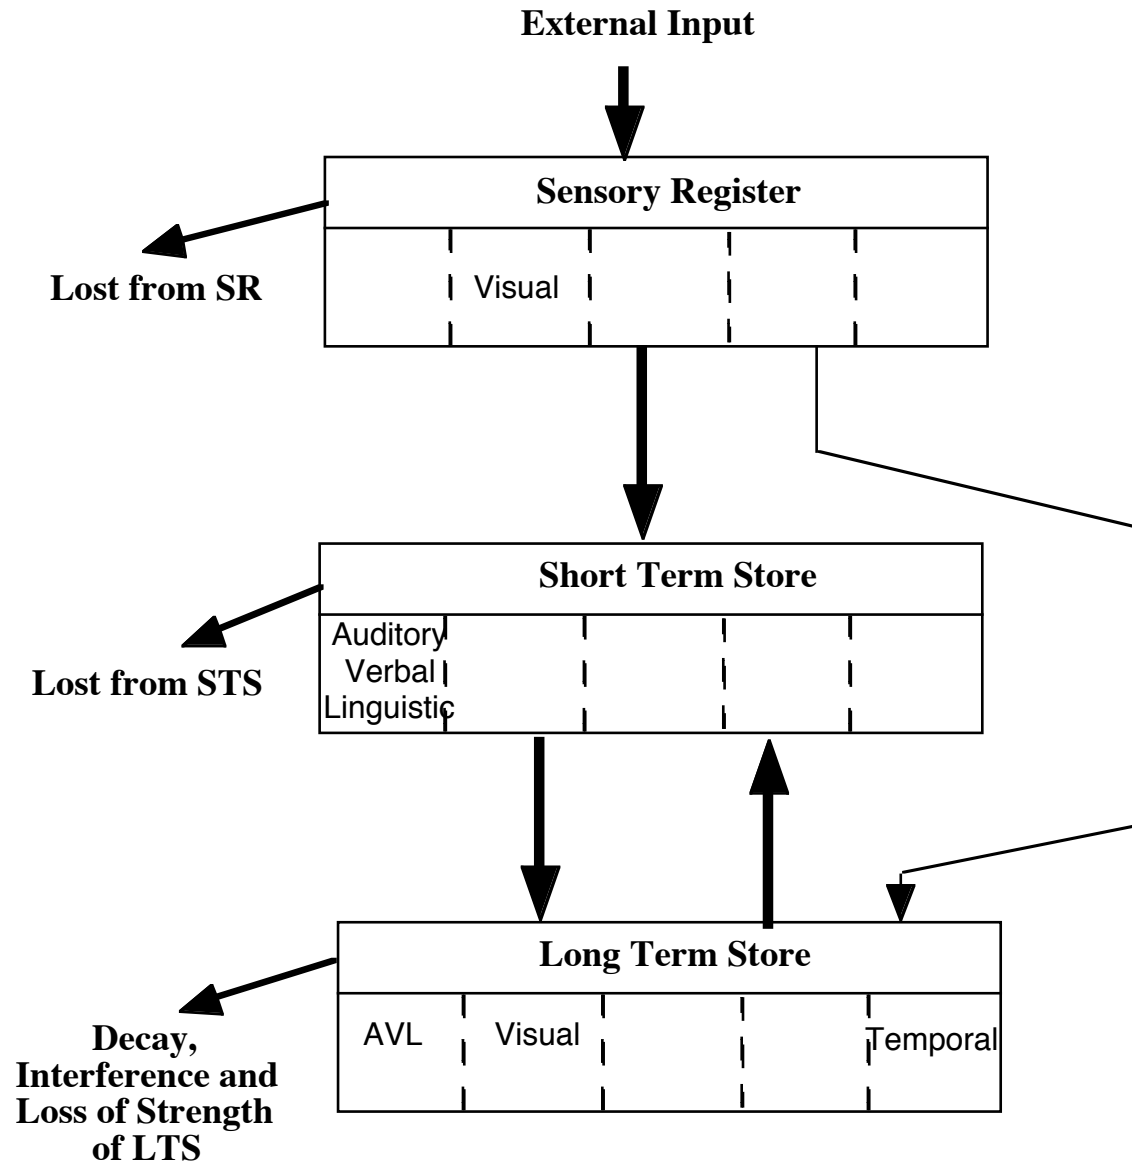 External Input
Sensory Register
Lost from SR
Visual
Short Term Store
Lost from STS
Auditory
Verbal
Linguistic
Long Term Store
AVL
Visual
Temporal
Decay,
Interference and
Loss of Strength
of LTS